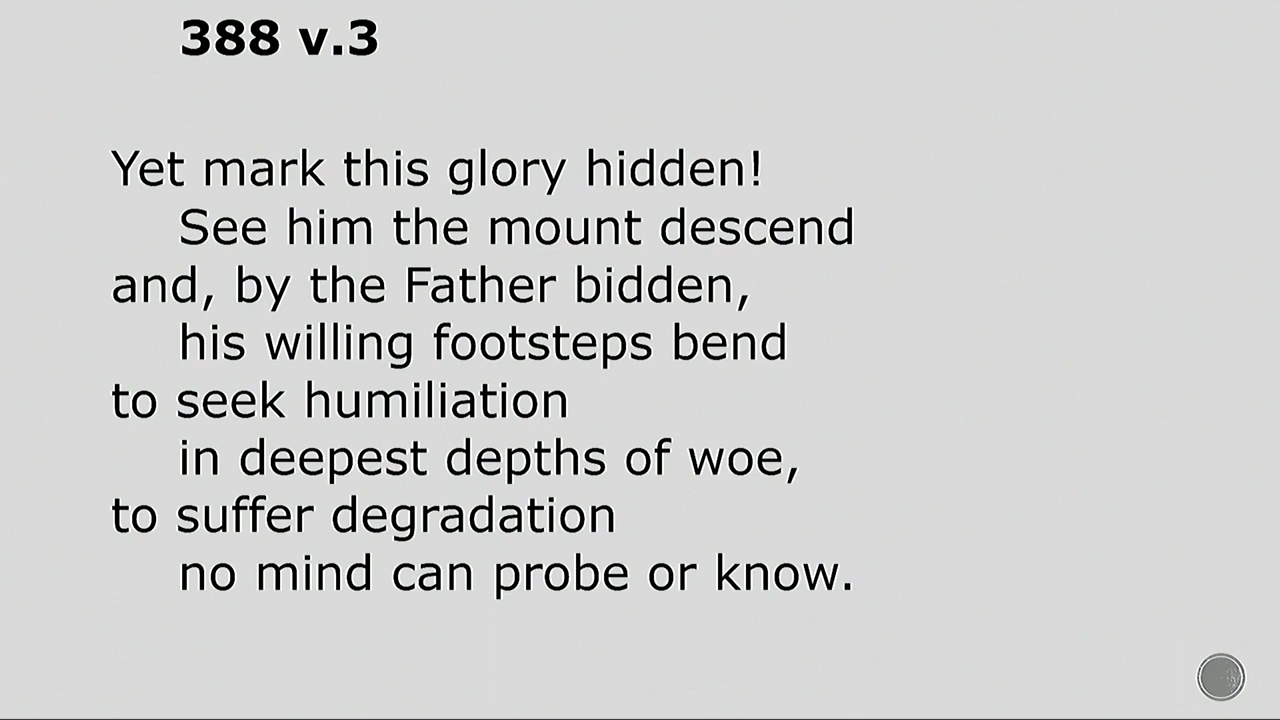 388 v.3
Yet mark this glory hidden!
See him the mount descend
and, by the Father bidden,
his willing footsteps bend
to seek humiliation
in deepest depths of woe,
to suffer degradation
no mind can probe or know.